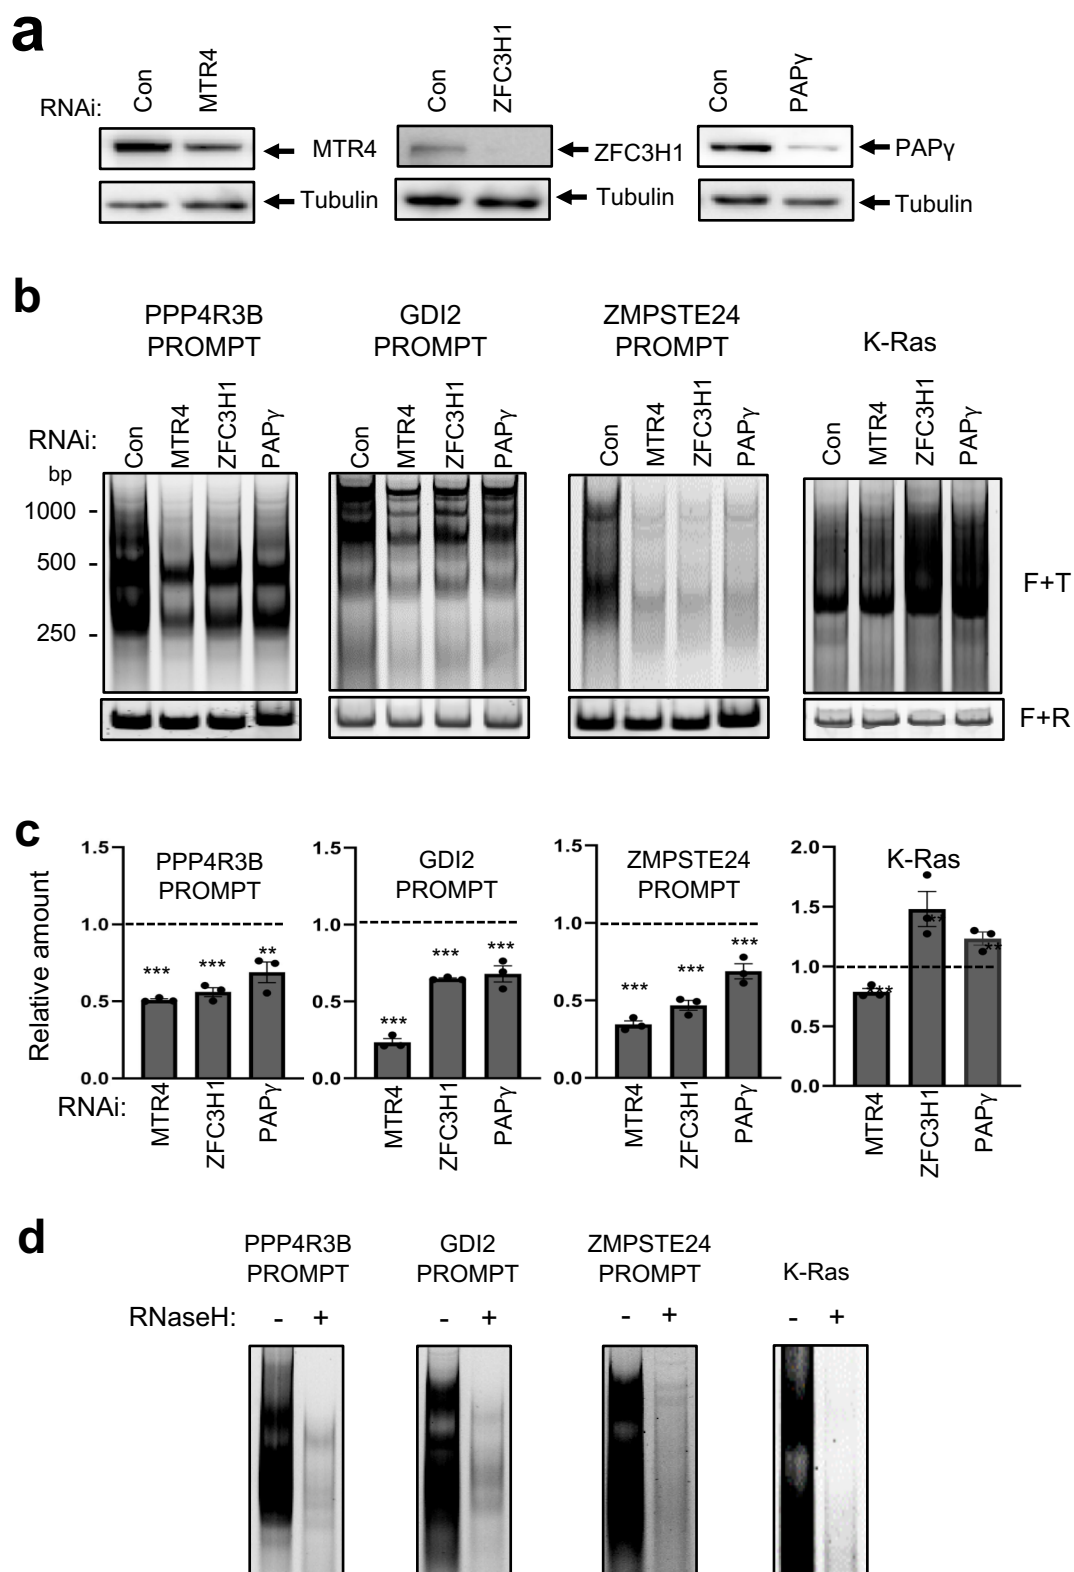 a
RNAi: Con MTR4 Con ZFC3H1 Con PAPγ
MTR4 ZFC3H1 PAPγ
Tubulin Tubulin Tubulin
b
PPP4R3B GDI2 ZMPSTE24
PROMPT PROMPT PROMPT K-Ras
RNAi: Con MTR4 ZFC3H1 PAPγ Con MTR4 ZFC3H1 PAPγ Con MTR4 ZFC3H1 PAPγ Con MTR4 ZFC3H1 PAPγ
bp
1000 -
500 -
250 -
F+T
F+R
c
Relative amount
1.5
1.0
0.5
0.0
PPP4R3B
PROMPT
*** *** **
RNAi: MTR4 ZFC3H1 PAPγ
1.5
1.0
0.5
0.0
GDI2
PROMPT
*** *** ***
MTR4 ZFC3H1 PAPγ
1.5
1.0
0.5
0.0
ZMPSTE24
PROMPT
*** *** ***
MTR4 ZFC3H1 PAPγ
2.0
1.5
1.0
0.5
0.0
K-Ras
*** ** **
MTR4 ZFC3H1 PAPγ
d
PPP4R3B GDI2 ZMPSTE24
PROMPT PROMPT PROMPT K-Ras
RNaseH: - + - + - + - +